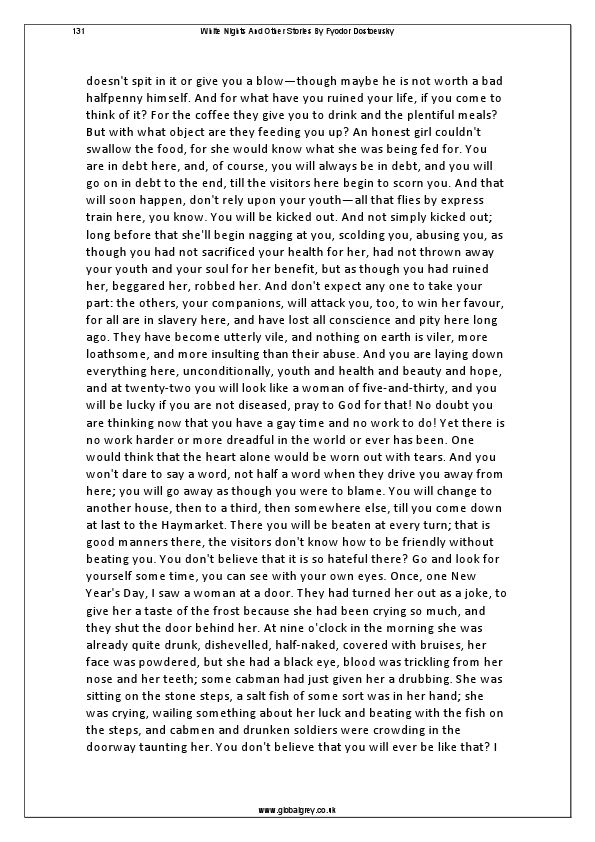 131 White Nights And Other Stories By Fyodor Dostoevsky
doesn't spit in it or give you a blow—though maybe he is not worth a bad
halfpenny himself. And for what have you ruined your life, if you come to
think of it? For the coffee they give you to drink and the plentiful meals?
But with what object are they feeding you up? An honest girl couldn't
swallow the food, for she would know what she was being fed for. You
are in debt here, and, of course, you will always be in debt, and you will
go on in debt to the end, till the visitors here begin to scorn you. And that
will soon happen, don't rely upon your youth—all that flies by express
train here, you know. You will be kicked out. And not simply kicked out;
long before that she'll begin nagging at you, scolding you, abusing you, as
though you had not sacrificed your health for her, had not thrown away
your youth and your soul for her benefit, but as though you had ruined
her, beggared her, robbed her. And don't expect any one to take your
part: the others, your companions, will attack you, too, to win her favour,
for all are in slavery here, and have lost all conscience and pity here long
ago. They have become utterly vile, and nothing on earth is viler, more
loathsome, and more insulting than their abuse. And you are laying down
everything here, unconditionally, youth and health and beauty and hope,
and at twenty-two you will look like a woman of five-and-thirty, and you
will be lucky if you are not diseased, pray to God for that! No doubt you
are thinking now that you have a gay time and no work to do! Yet there is
no work harder or more dreadful in the world or ever has been. One
would think that the heart alone would be worn out with tears. And you
won't dare to say a word, not half a word when they drive you away from
here; you will go away as though you were to blame. You will change to
another house, then to a third, then somewhere else, till you come down
at last to the Haymarket. There you will be beaten at every turn; that is
good manners there, the visitors don't know how to be friendly without
beating you. You don't believe that it is so hateful there? Go and look for
yourself some time, you can see with your own eyes. Once, one New
Year's Day, I saw a woman at a door. They had turned her out as a joke, to
give her a taste of the frost because she had been crying so much, and
they shut the door behind her. At nine o'clock in the morning she was
already quite drunk, dishevelled, half-naked, covered with bruises, her
face was powdered, but she had a black eye, blood was trickling from her
nose and her teeth; some cabman had just given her a drubbing. She was
sitting on the stone steps, a salt fish of some sort was in her hand; she
was crying, wailing something about her luck and beating with the fish on
the steps, and cabmen and drunken soldiers were crowding in the
doorway taunting her. You don't believe that you will ever be like that? I
www.globalgrey.co.uk